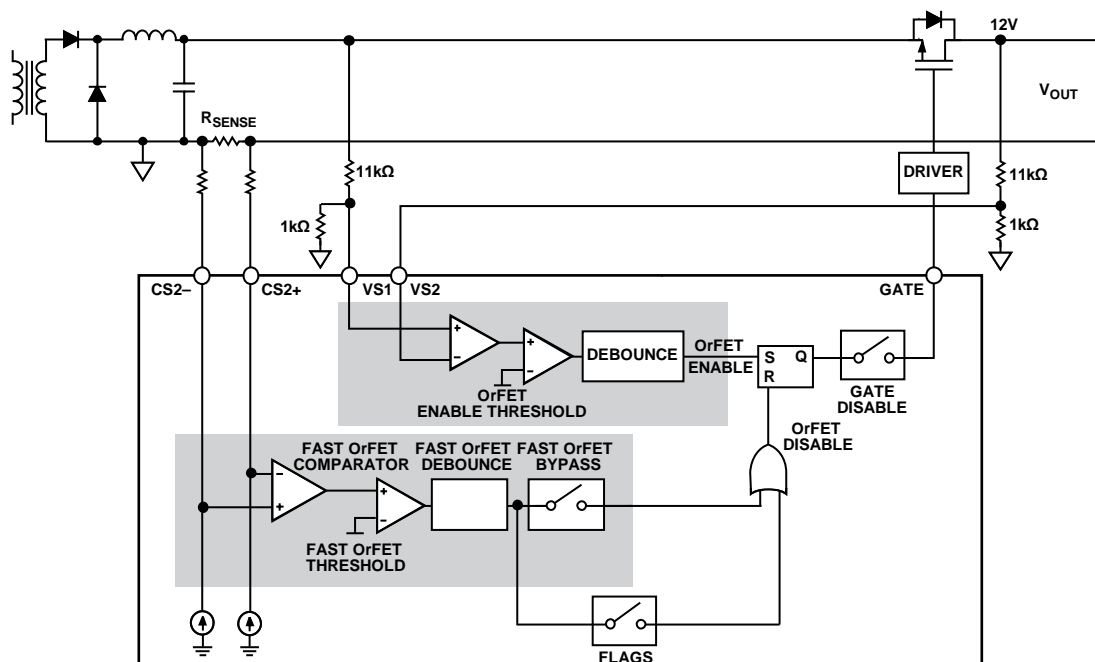 12V
VOUT
RSENSE
11kΩ
DRIVER
11kΩ
1kΩ
1kΩ
CS2–
CS2+
VS1
VS2
GATE
+
–
+
–
DEBOUNCE
OrFET
ENABLE
S
R
Q
OrFET
ENABLE THRESHOLD
GATE
DISABLE
OrFET
DISABLE
FAST OrFET
COMPARATOR
FAST OrFET
DEBOUNCE
FAST OrFET
BYPASS
–
+
+
–
FAST OrFET
THRESHOLD
FLAGS